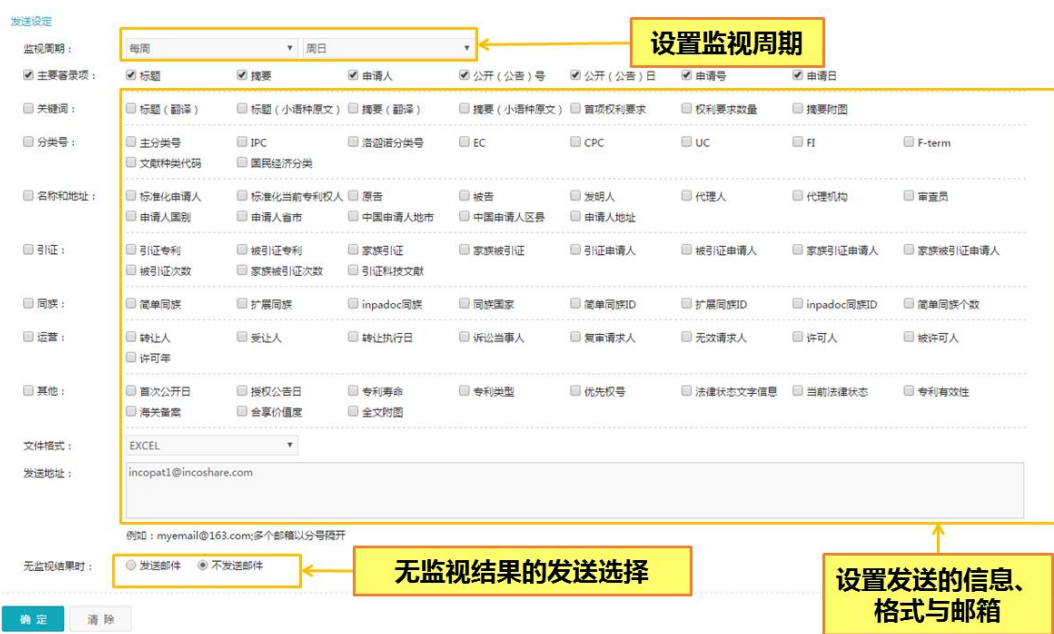 发送设定
监视周期： 每周 周日 设置监视周期
主要著录项： 标题 摘要 申请人 公开（公告）号 公开（公告）日 申请号 申请日
关键词： 标题（翻译） 标题（小语种原文） 摘要（翻译） 摘要（小语种原文） 首项权利要求 权利要求数量 摘要附图
分类号： 主分类号 IPC 洛迦诺分类号 EC CPC UC FI F-term
文献种类代码 国民经济分类
名称和地址： 标准化申请人 标准化当前专利权人 原告 被告 发明人 代理人 代理机构 审查员
申请人国别 申请人省市 中国申请人地市 中国申请人区县 申请人地址
引证： 引证专利 被引证专利 家族引证 家族被引证 引证申请人 被引证申请人 家族引证申请人 家族被引证申请人
被引证次数 家族被引证次数 引证科技文献
同族： 简单同族 扩展同族 inpadoc同族 同族国家 简单同族ID 扩展同族ID inpadoc同族ID 简单同族个数
运营： 转让人 受让人 转让执行日 诉讼当事人 复审请求人 无效请求人 许可人 被许可人
许可年
其他： 首次公开日 授权公告日 专利寿命 专利类型 优先权号 法律状态文字信息 当前法律状态 专利有效性
海关备案 合享价值度 全文附图
文件格式： EXCEL
发送地址： incopat1@incoshare.com
例如：myemail@163.com;多个邮箱以分号隔开
无监视结果时： 发送邮件 不发送邮件 无监视结果的发送选择
设置发送的信息、
格式与邮箱
确 定 清 除